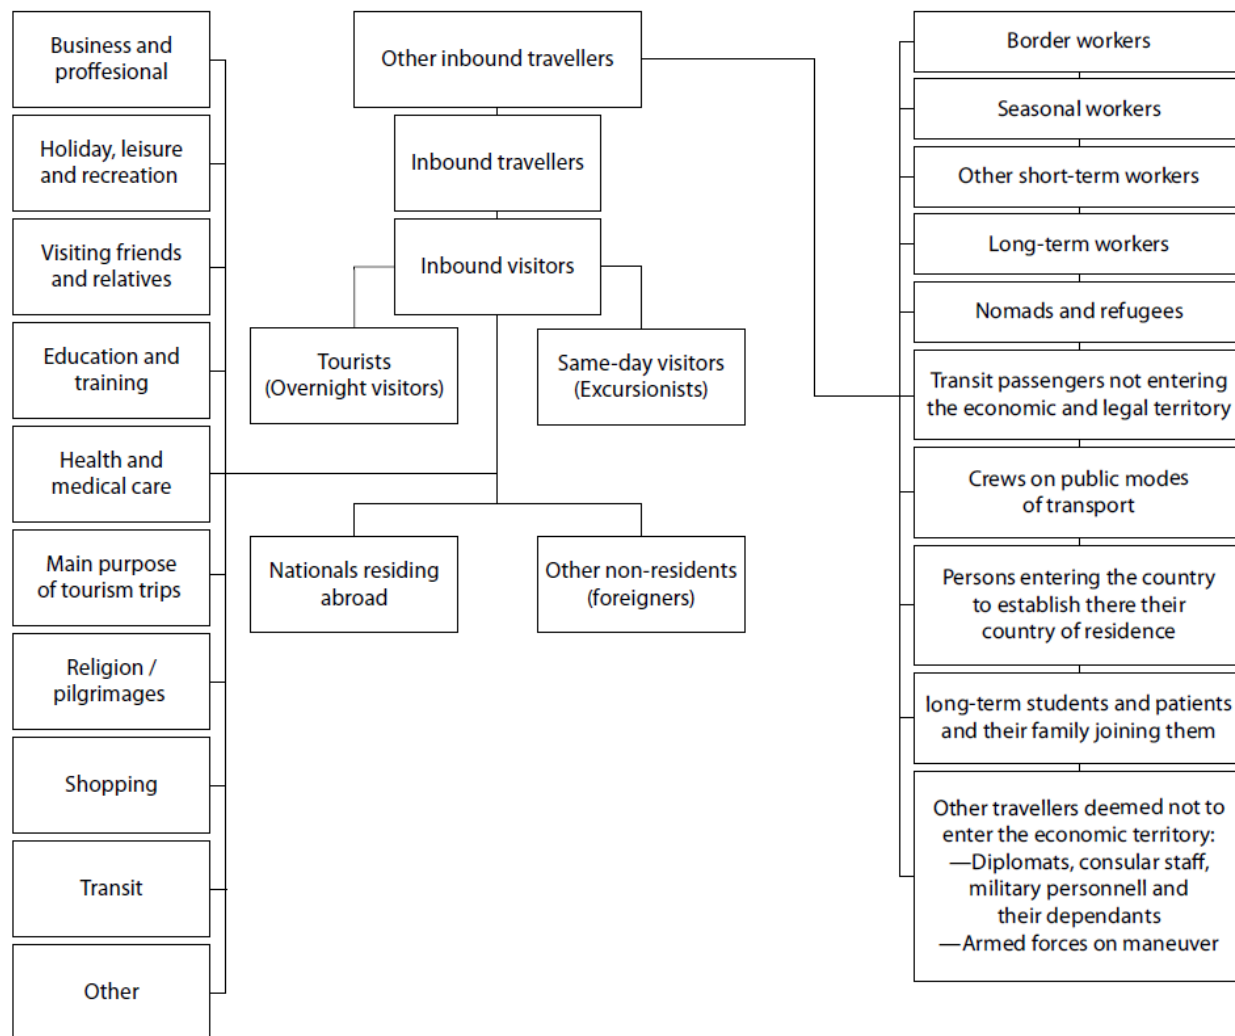 Business and
proffesional
Holiday, leisure
and recreation
Visiting friends
and relatives
Education and
training
Health and
medical care
Main purpose
of tourism trips
Religion /
pilgrimages
Shopping
Transit
Other
Other inbound travellers
Inbound travellers
Inbound visitors
Tourists
(Overnight visitors)
Same-day visitors
(Excursionists)
Nationals residing
abroad
Other non-residents
(foreigners)
Border workers
Seasonal workers
Other short-term workers
Long-term workers
Nomads and refugees
Transit passengers not entering
the economic and legal territory
Crews on public modes
of transport
Persons entering the country
to establish there their
country of residence
long-term students and patients
and their family joining them
Other travellers deemed not to
enter the economic territory:
—Diplomats, consular staff,
military personnell and
their dependants
—Armed forces on maneuver